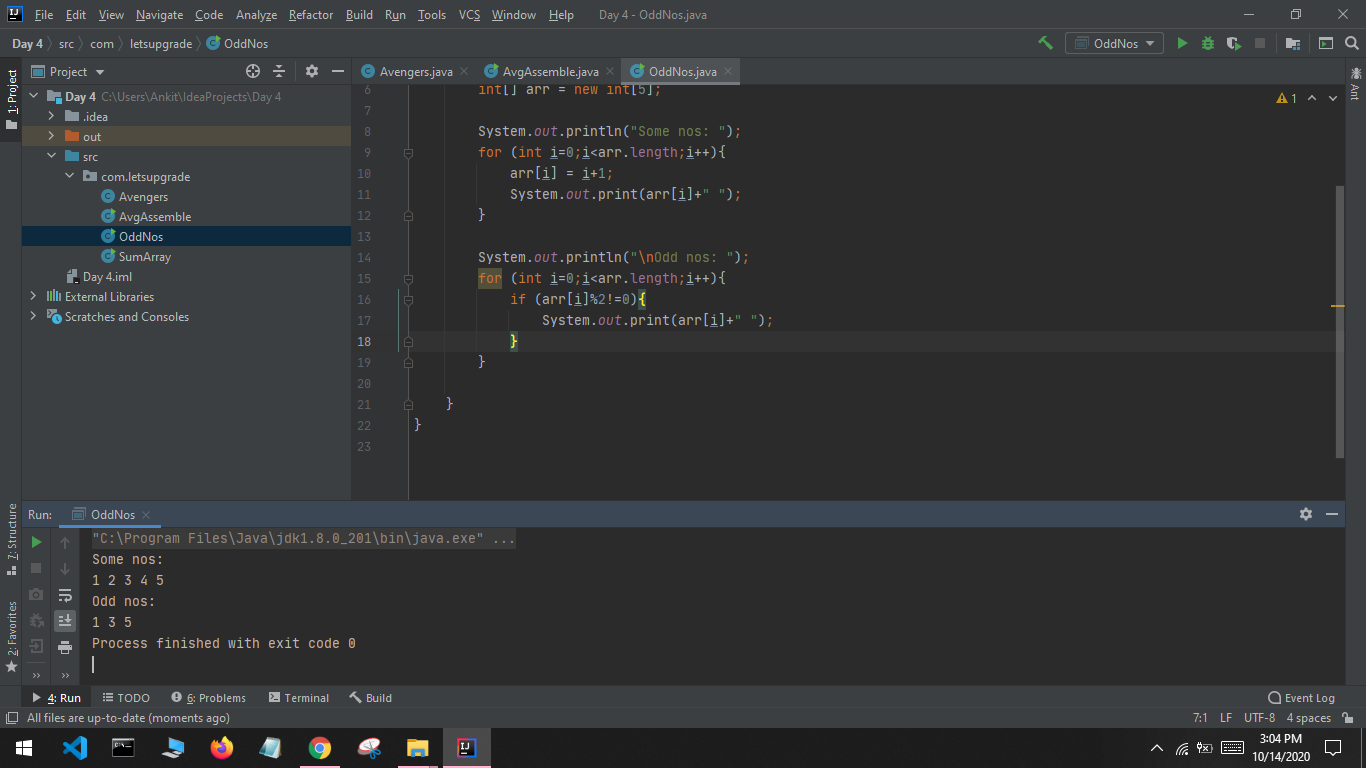 File Edit View Navigate Code Analyze Refactor Build Run Tools VCS Window Help Day 4 - OddNos.java
Day 4 src com letsupgrade OddNos
OddNos
1: Project
Project
Avengers.java
AvgAssemble.java
OddNos.java
Day 4 C:\Users\Ankit\IdeaProjects\Day 4
.idea
out
src
com.letsupgrade
Avengers
AvgAssemble
OddNos
SumArray
Day 4.iml
External Libraries
Scratches and Consoles
6 int[] arr = new int[5];
7
8 System.out.println("Some nos: ");
9 for (int i=0;i<arr.length;i++){
10 arr[i] = i+1;
11 System.out.print(arr[i]+" ");
12 }
13
14 System.out.println("\nOdd nos: ");
15 for (int i=0;i<arr.length;i++){
16 if (arr[i]%2!=0){
17 System.out.print(arr[i]+" ");
18 }
19 }
20
21 }
22 }
23
1
Ant
7: Structure
2: Favorites
Run: OddNos
"C:\Program Files\Java\jdk1.8.0_201\bin\java.exe" ...
Some nos:
1 2 3 4 5
Odd nos:
1 3 5
Process finished with exit code 0
4: Run TODO 6: Problems Terminal Build Event Log
All files are up-to-date (moments ago) 7:1 LF UTF-8 4 spaces
3:04 PM
10/14/2020